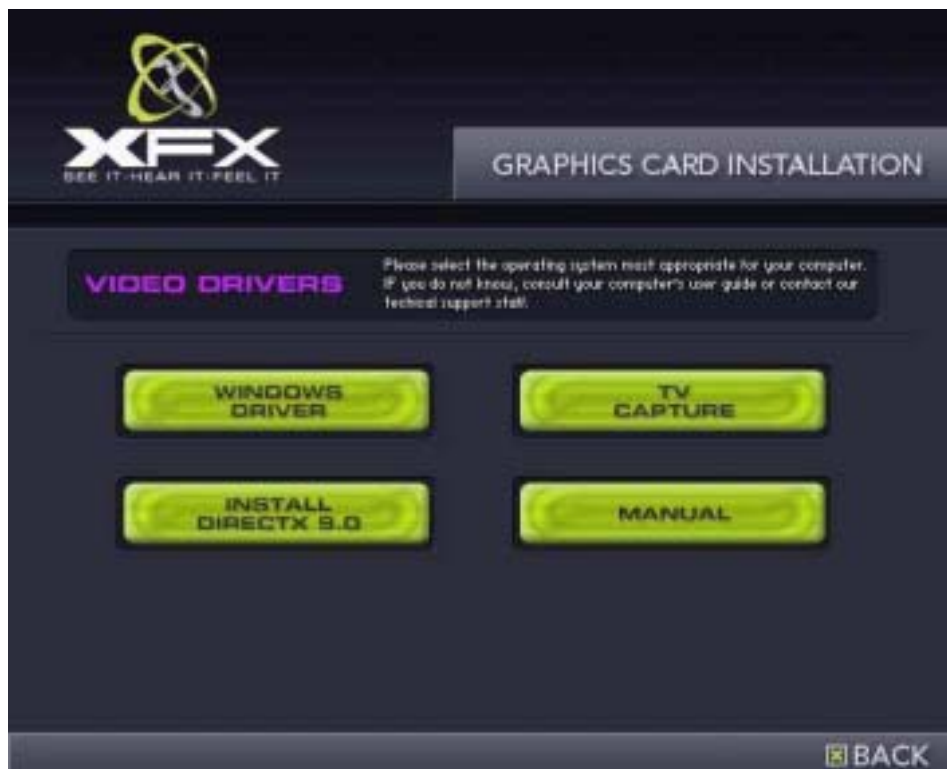 XFX
SEE IT·HEAR IT·FEEL IT
GRAPHICS CARD INSTALLATION
VIDEO DRIVERS
Please select the operating system most appropriate for your computer.
IF you do not know, consult your computer's user guide or contact our
techical support staff.
WINDOWS
DRIVER
TV
CAPTURE
INSTALL
DIRECTX 9.0
MANUAL
BACK